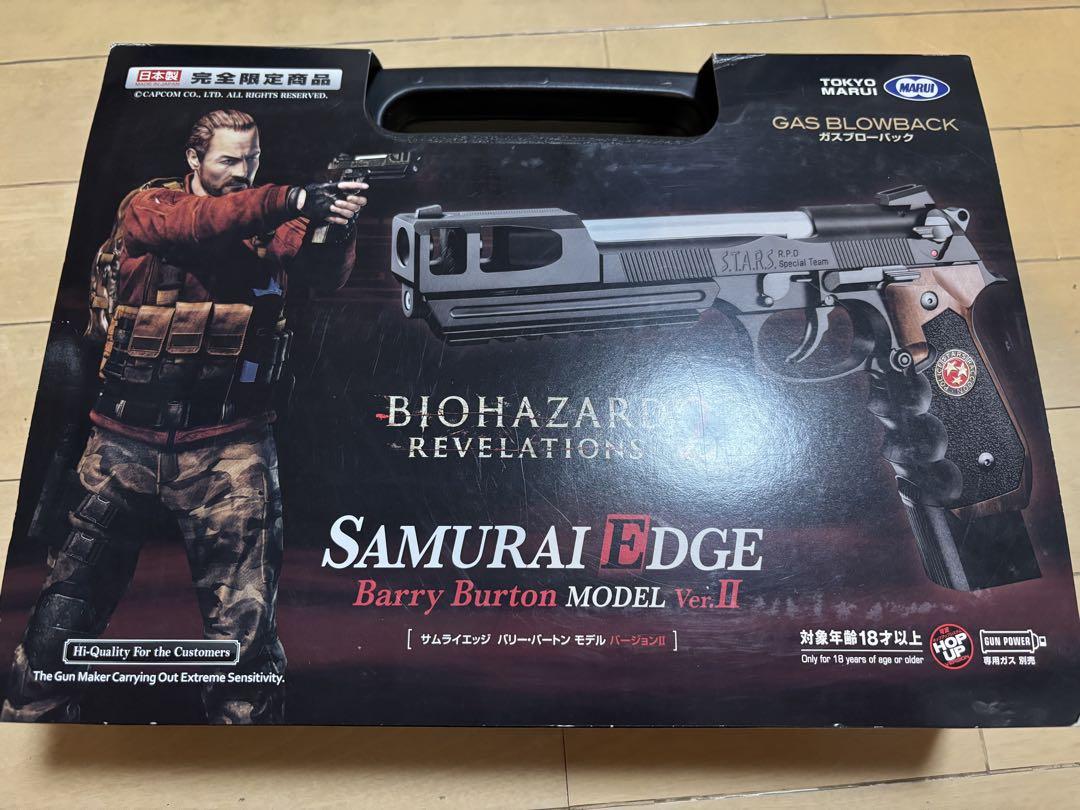 日本製
MADE IN JAPAN
完全限定商品
©CAPCOM CO., LTD. ALL RIGHTS RESERVED.
TOKYO
MARUI
MARUI
GAS BLOWBACK
ガスブローバック
S.T.A.R.S. R.P.D
Special Team
BIOHAZARD
REVELATIONS 2
SAMURAI EDGE
Barry Burton MODEL Ver.II
[ サムライエッジ バリー・バートン モデル バージョンII ]
Hi-Quality For the Customers
The Gun Maker Carrying Out Extreme Sensitivity.
対象年齢18才以上
Only for 18 years of age or older
HOP
UP
GUN POWER
専用ガス 別売